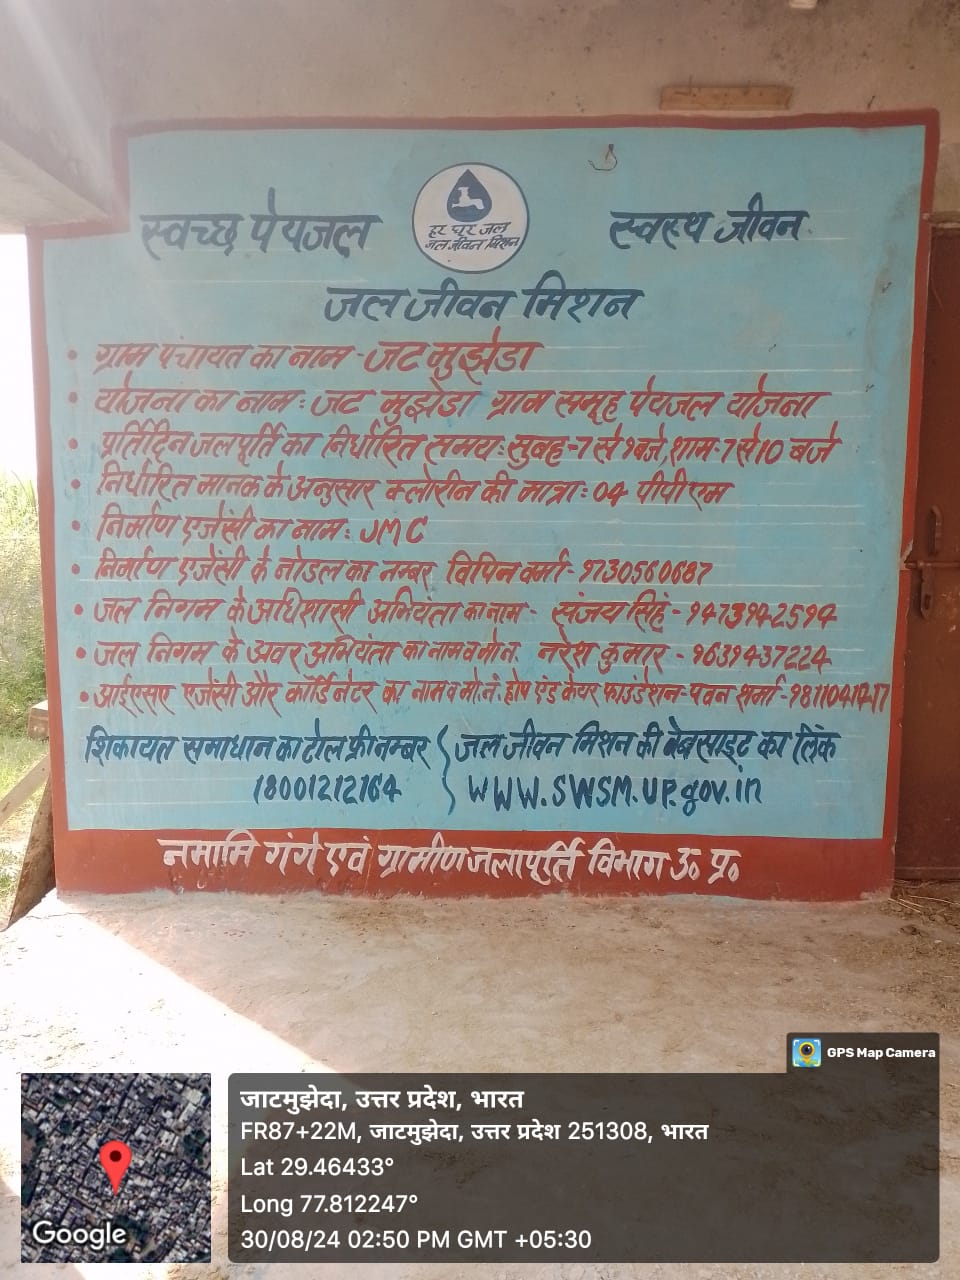 स्वच्छ पेयजल
हर घर जल
जल जीवन मिशन
स्वस्थ जीवन
जल जीवन मिशन
• ग्राम पंचायत का नाम - जट मुझेडा
• योजना का नाम : जट मुझेडा ग्राम समूह पेयजल योजना
• प्रतिदिन जलपूर्ति का निर्धारित समय : सुबह - 7 से 9 बजे, शाम - 7 से 10 बजे
• निर्धारित मानक के अनुसार क्लोरीन की मात्रा : 04 पीपीएम
• निर्माण एजेंसी का नाम : JMC
• निर्माण एजेंसी के नोडल का नम्बर विपिन वर्मा - 9730560687
• जल निगम के अधिशासी अभियंता का नाम - संजय सिंह - 9473942594
• जल निगम के अवर अभियंता का नाम व मो०न. नरेश कुमार - 9639437224
• आईएसए एजेंसी और कॉर्डिनेटर का नाम व मो.नं. होप एंड केयर फाउंडेशन - पवन शर्मा
शिकायत समाधान का टोल फ्री नम्बर
18001212164
जल जीवन मिशन की वेबसाइट का लिंक
WWW.SWSM.UP.gov.in
नमामि गंगे एवं ग्रामीण जलापूर्ति विभाग उ० प्र०
GPS Map Camera
Google
जाटमुझेदा, उत्तर प्रदेश, भारत
FR87+22M, जाटमुझेदा, उत्तर प्रदेश 251308, भारत
Lat 29.46433°
Long 77.812247°
30/08/24 02:50 PM GMT +05:30